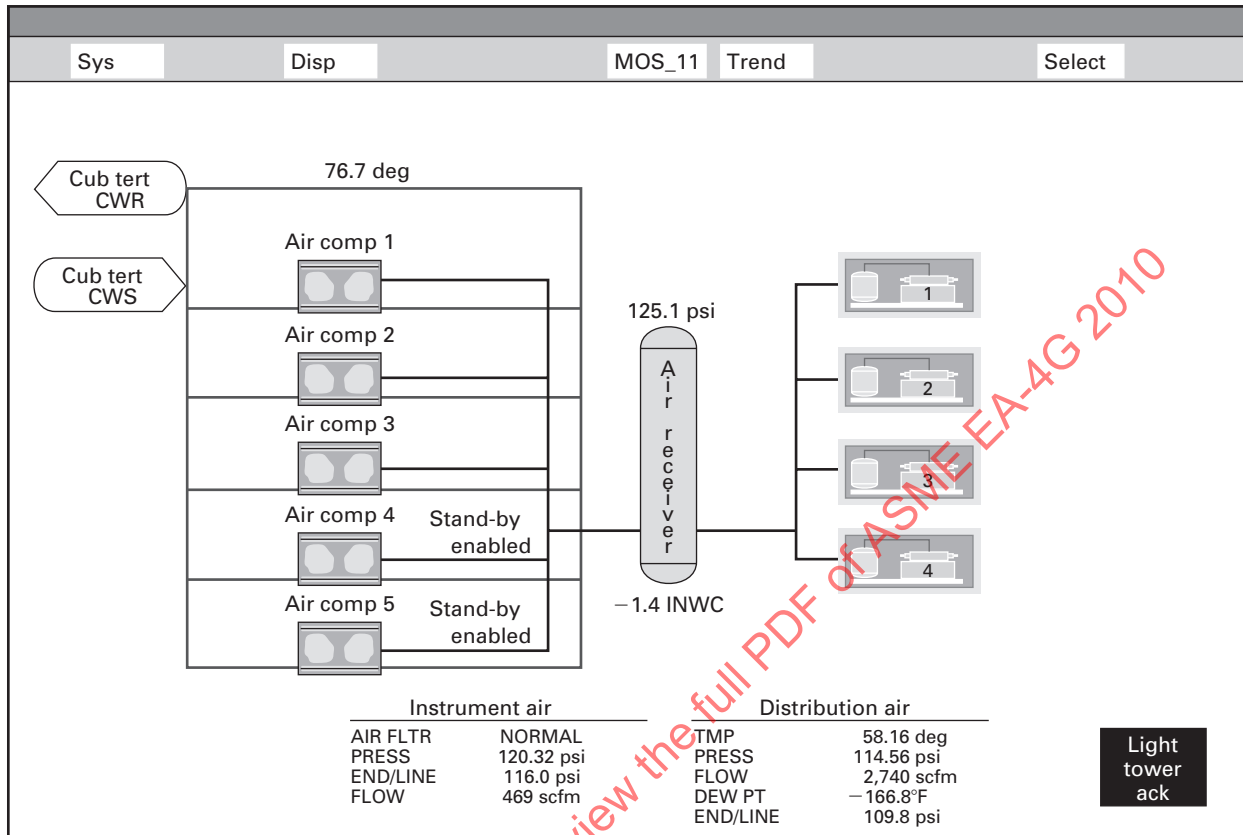 Sys Disp MOS_11 Trend Select
Cub tert
CWR
76.7 deg
Cub tert
CWS
Air comp 1
Air comp 2
Air comp 3
Air comp 4
Stand-by
enabled
Air comp 5
Stand-by
enabled
125.1 psi
Air receiver
−1.4 INWC
1
2
3
4
Instrument air
AIR FLTR NORMAL
PRESS 120.32 psi
END/LINE 116.0 psi
FLOW 469 scfm
Distribution air
TMP 58.16 deg
PRESS 114.56 psi
FLOW 2,740 scfm
DEW PT −166.8°F
END/LINE 109.8 psi
Light
tower
ack
view the full PDF of ASME EA-4G 2010